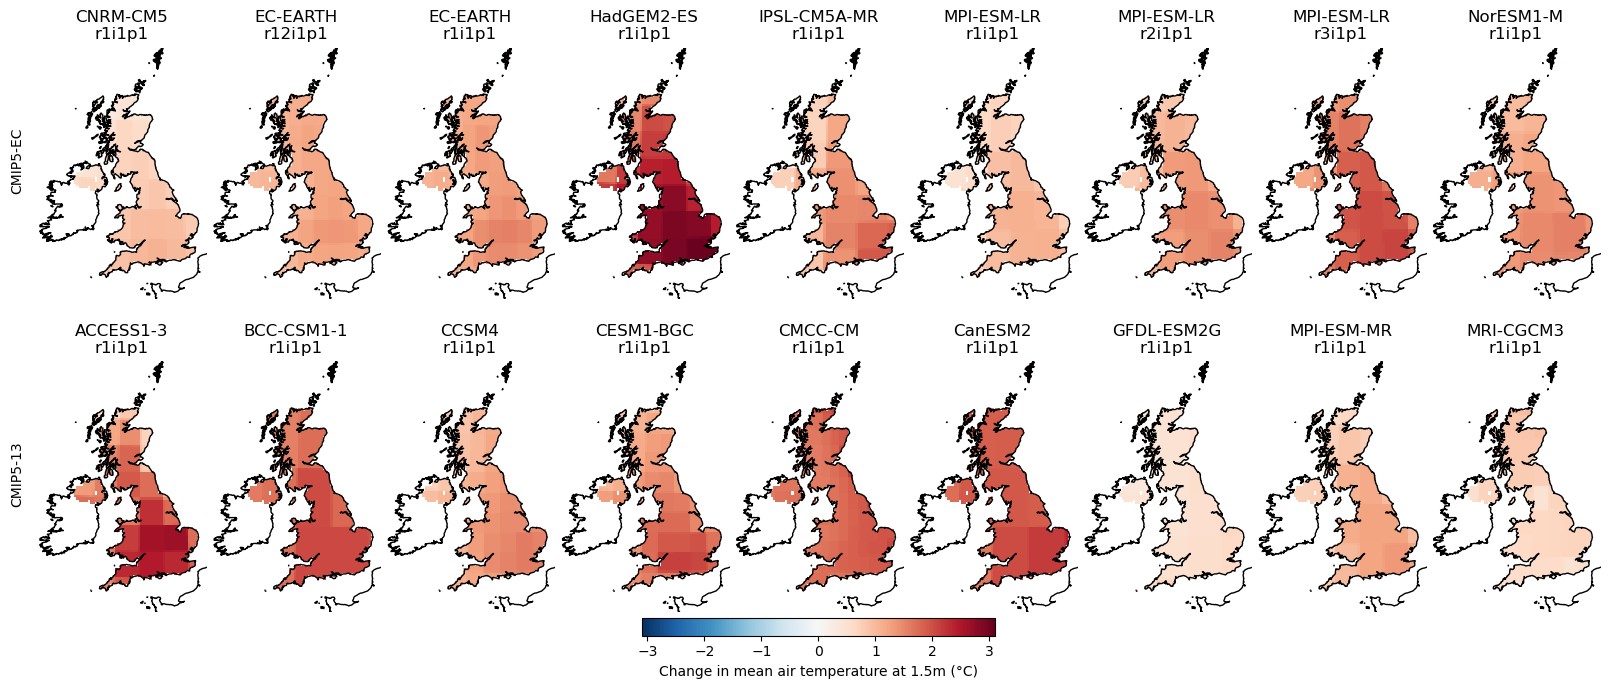 CNRM-CM5
r1i1p1
EC-EARTH
r12i1p1
EC-EARTH
r1i1p1
HadGEM2-ES
r1i1p1
IPSL-CM5A-MR
r1i1p1
MPI-ESM-LR
r1i1p1
MPI-ESM-LR
r2i1p1
MPI-ESM-LR
r3i1p1
NorESM1-M
r1i1p1
CMIP5-EC
ACCESS1-3
r1i1p1
BCC-CSM1-1
r1i1p1
CCSM4
r1i1p1
CESM1-BGC
r1i1p1
CMCC-CM
r1i1p1
CanESM2
r1i1p1
GFDL-ESM2G
r1i1p1
MPI-ESM-MR
r1i1p1
MRI-CGCM3
r1i1p1
CMIP5-13
−3 −2 −1 0 1 2 3
Change in mean air temperature at 1.5m (°C)